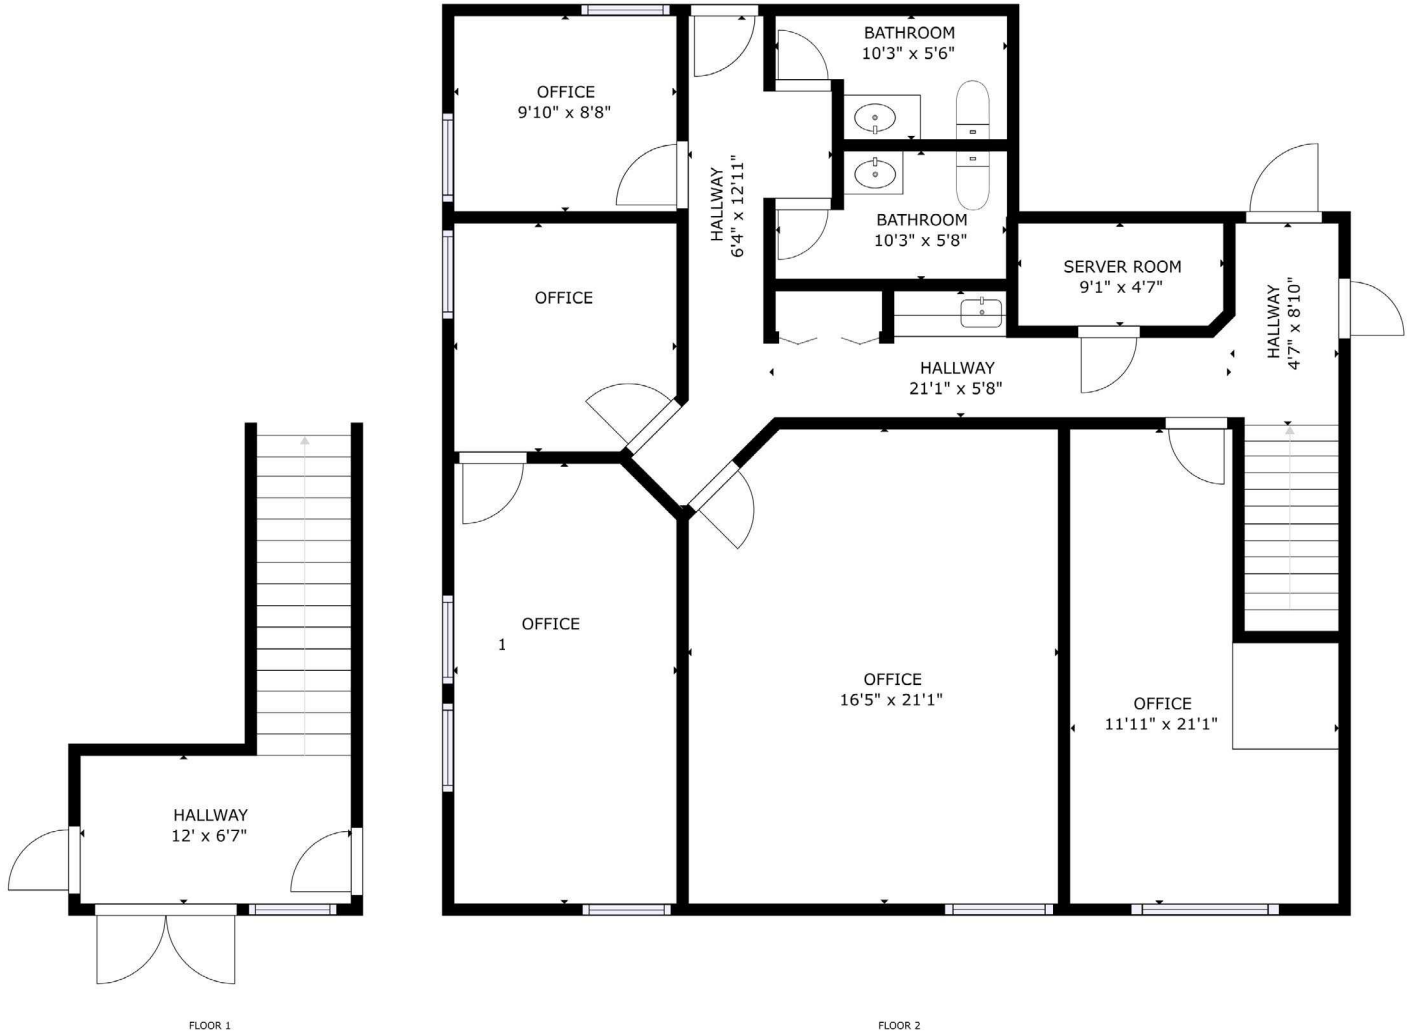 BATHROOM
10'3" x 5'6"
OFFICE
9'10" x 8'8"
HALLWAY
6'4" x 12'11"
BATHROOM
10'3" x 5'8"
SERVER ROOM
9'1" x 4'7"
OFFICE
HALLWAY
4'7" x 8'10"
HALLWAY
21'1" x 5'8"
OFFICE
1
OFFICE
16'5" x 21'1"
OFFICE
11'11" x 21'1"
HALLWAY
12' x 6'7"
FLOOR 1
FLOOR 2